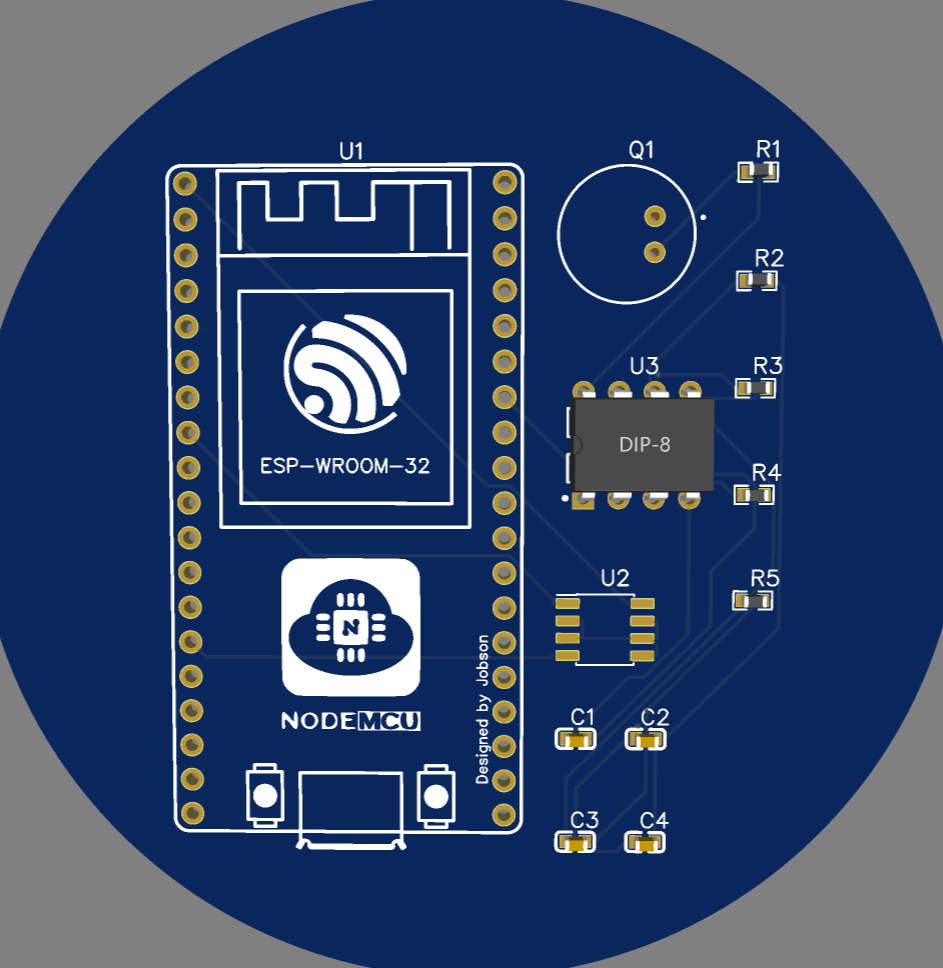 U1
Q1
R1
R2
U3
R3
DIP-8
ESP-WROOM-32
R4
U2
R5
N
Designed by Jobson
NODEMCU
C1
C2
C3
C4